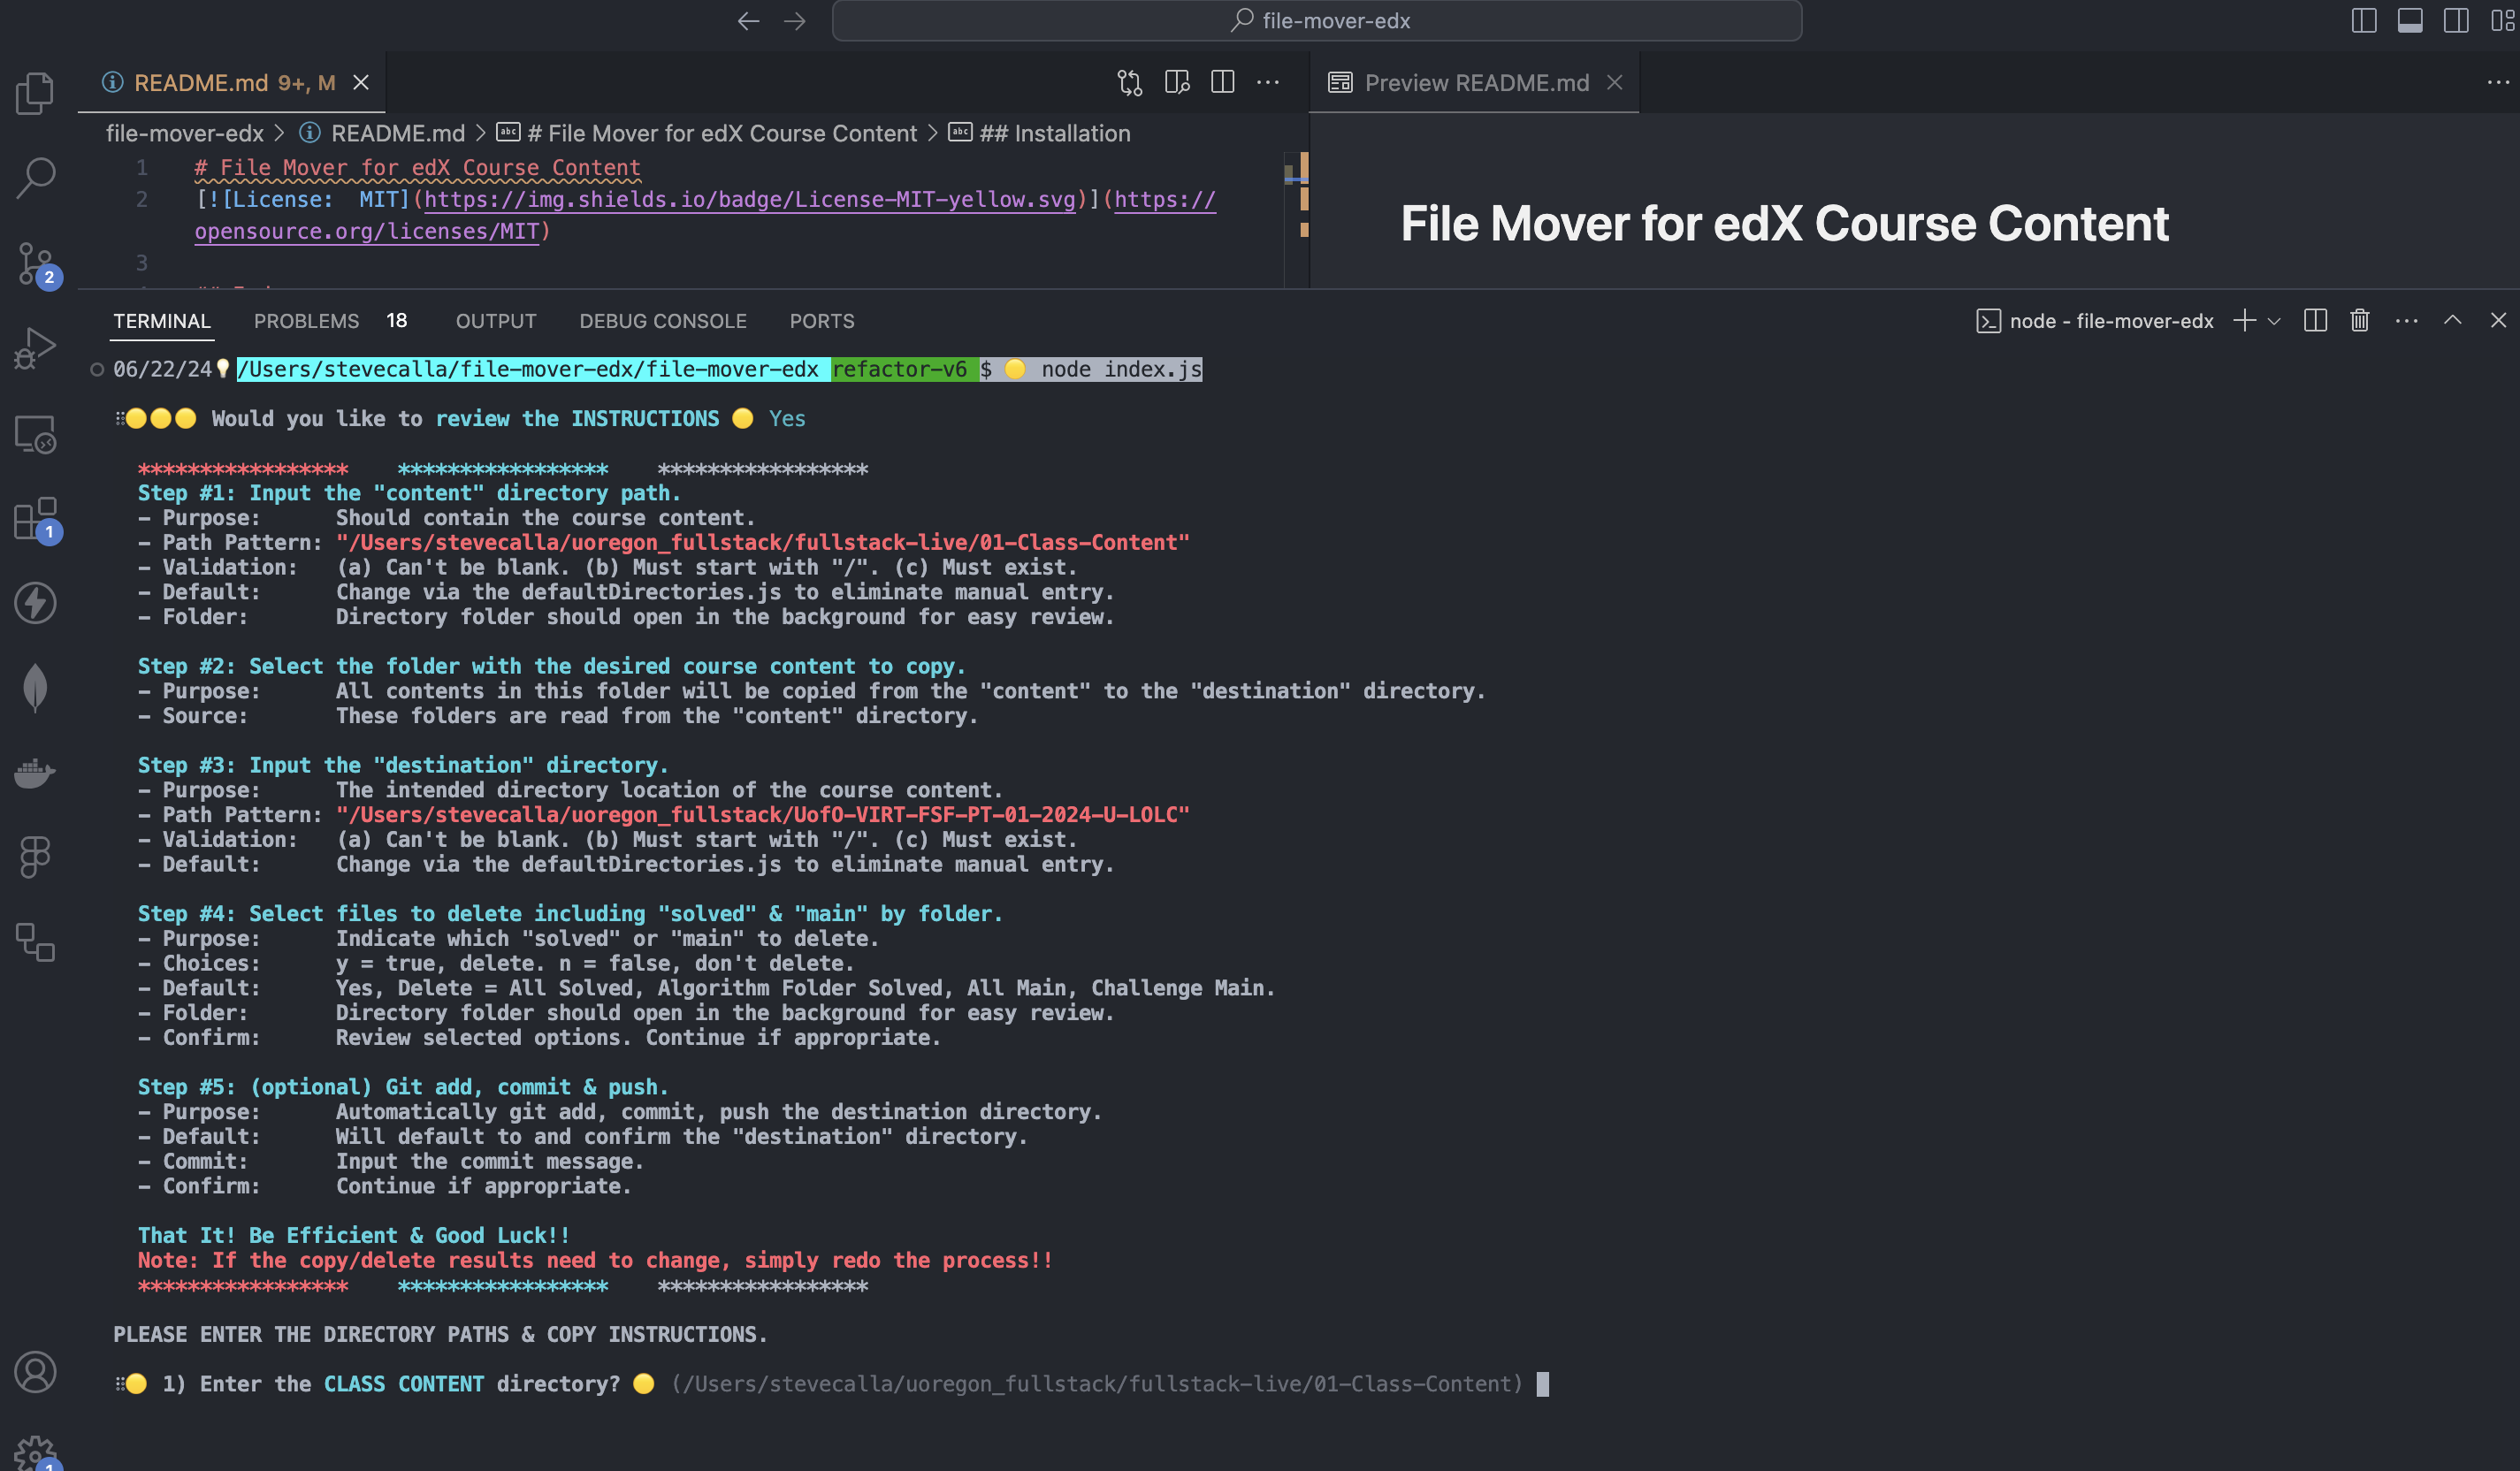 file-mover-edx
README.md 9+, M
Preview README.md
file-mover-edx > README.md > # File Mover for edX Course Content > ## Installation
1 # File Mover for edX Course Content
2 [![License: MIT](https://img.shields.io/badge/License-MIT-yellow.svg)](https://
opensource.org/licenses/MIT)
3
File Mover for edX Course Content
2
1
1
TERMINAL PROBLEMS 18 OUTPUT DEBUG CONSOLE PORTS
node - file-mover-edx
06/22/24 /Users/stevecalla/file-mover-edx/file-mover-edx refactor-v6 $ node index.js
Would you like to review the INSTRUCTIONS Yes
***************** ***************** *****************
Step #1: Input the "content" directory path.
- Purpose: Should contain the course content.
- Path Pattern: "/Users/stevecalla/uoregon_fullstack/fullstack-live/01-Class-Content"
- Validation: (a) Can't be blank. (b) Must start with "/". (c) Must exist.
- Default: Change via the defaultDirectories.js to eliminate manual entry.
- Folder: Directory folder should open in the background for easy review.
Step #2: Select the folder with the desired course content to copy.
- Purpose: All contents in this folder will be copied from the "content" to the "destination" directory.
- Source: These folders are read from the "content" directory.
Step #3: Input the "destination" directory.
- Purpose: The intended directory location of the course content.
- Path Pattern: "/Users/stevecalla/uoregon_fullstack/UofO-VIRT-FSF-PT-01-2024-U-LOLC"
- Validation: (a) Can't be blank. (b) Must start with "/". (c) Must exist.
- Default: Change via the defaultDirectories.js to eliminate manual entry.
Step #4: Select files to delete including "solved" & "main" by folder.
- Purpose: Indicate which "solved" or "main" to delete.
- Choices: y = true, delete. n = false, don't delete.
- Default: Yes, Delete = All Solved, Algorithm Folder Solved, All Main, Challenge Main.
- Folder: Directory folder should open in the background for easy review.
- Confirm: Review selected options. Continue if appropriate.
Step #5: (optional) Git add, commit & push.
- Purpose: Automatically git add, commit, push the destination directory.
- Default: Will default to and confirm the "destination" directory.
- Commit: Input the commit message.
- Confirm: Continue if appropriate.
That It! Be Efficient & Good Luck!!
Note: If the copy/delete results need to change, simply redo the process!!
***************** ***************** *****************
PLEASE ENTER THE DIRECTORY PATHS & COPY INSTRUCTIONS.
1) Enter the CLASS CONTENT directory? (/Users/stevecalla/uoregon_fullstack/fullstack-live/01-Class-Content)